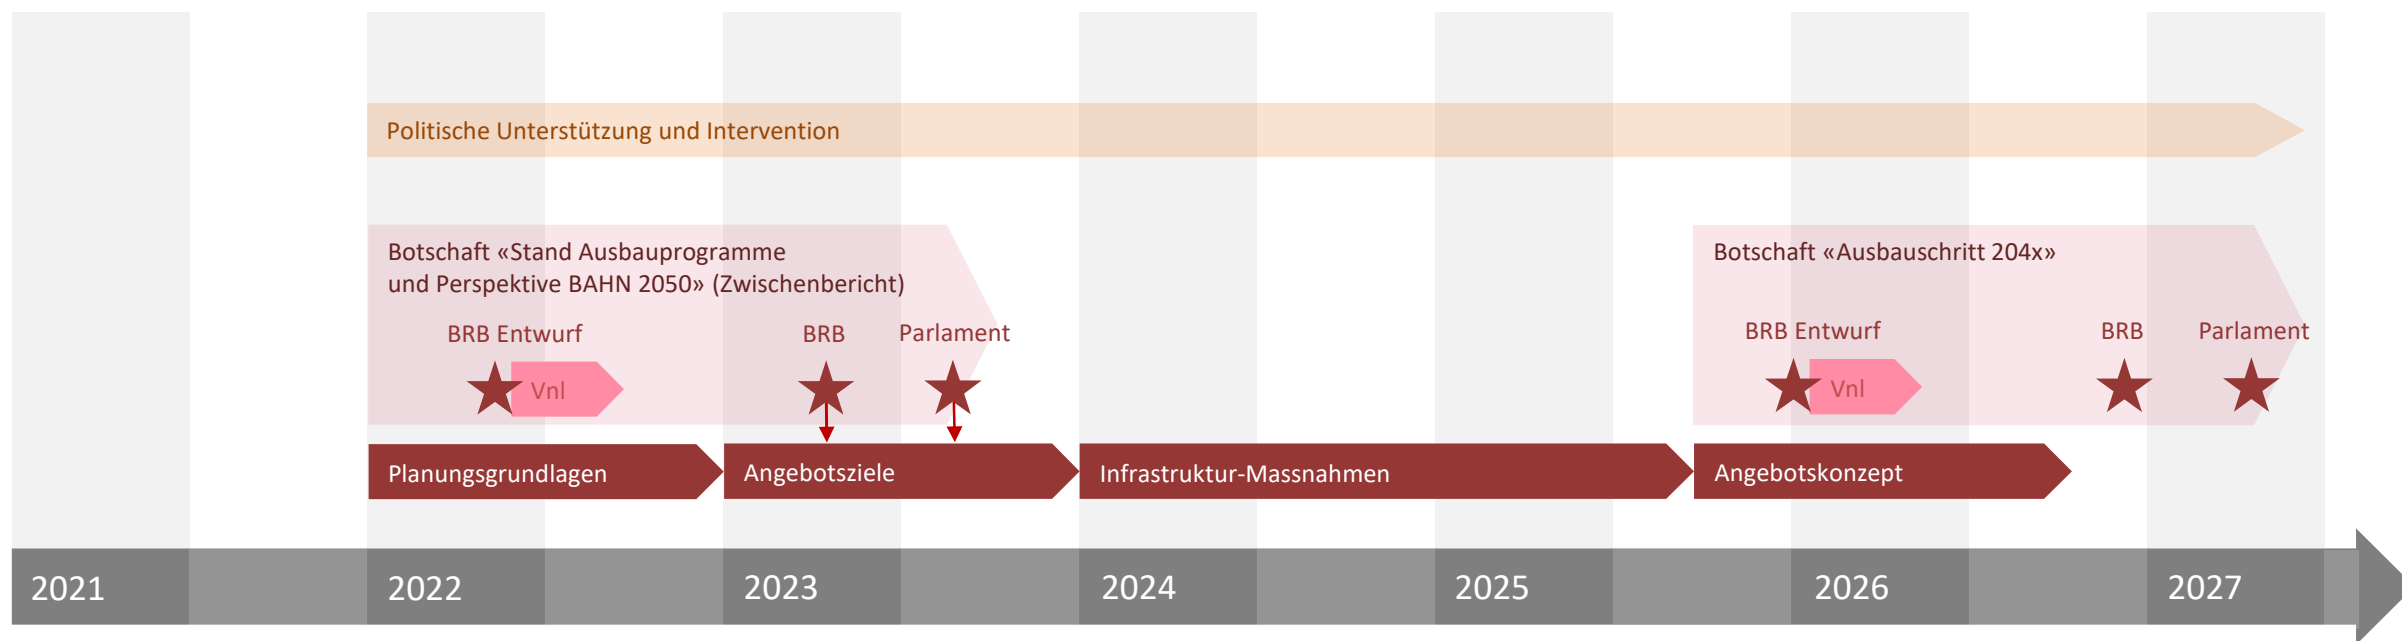 Politische Unterstützung und Intervention
Botschaft «Stand Ausbauprogramme
und Perspektive BAHN 2050» (Zwischenbericht)
BRB Entwurf
BRB
Parlament
Vnl
Botschaft «Ausbauschritt 204x»
BRB Entwurf
BRB
Parlament
Vnl
Planungsgrundlagen
Angebotsziele
Infrastruktur-Massnahmen
Angebotskonzept
2021
2022
2023
2024
2025
2026
2027